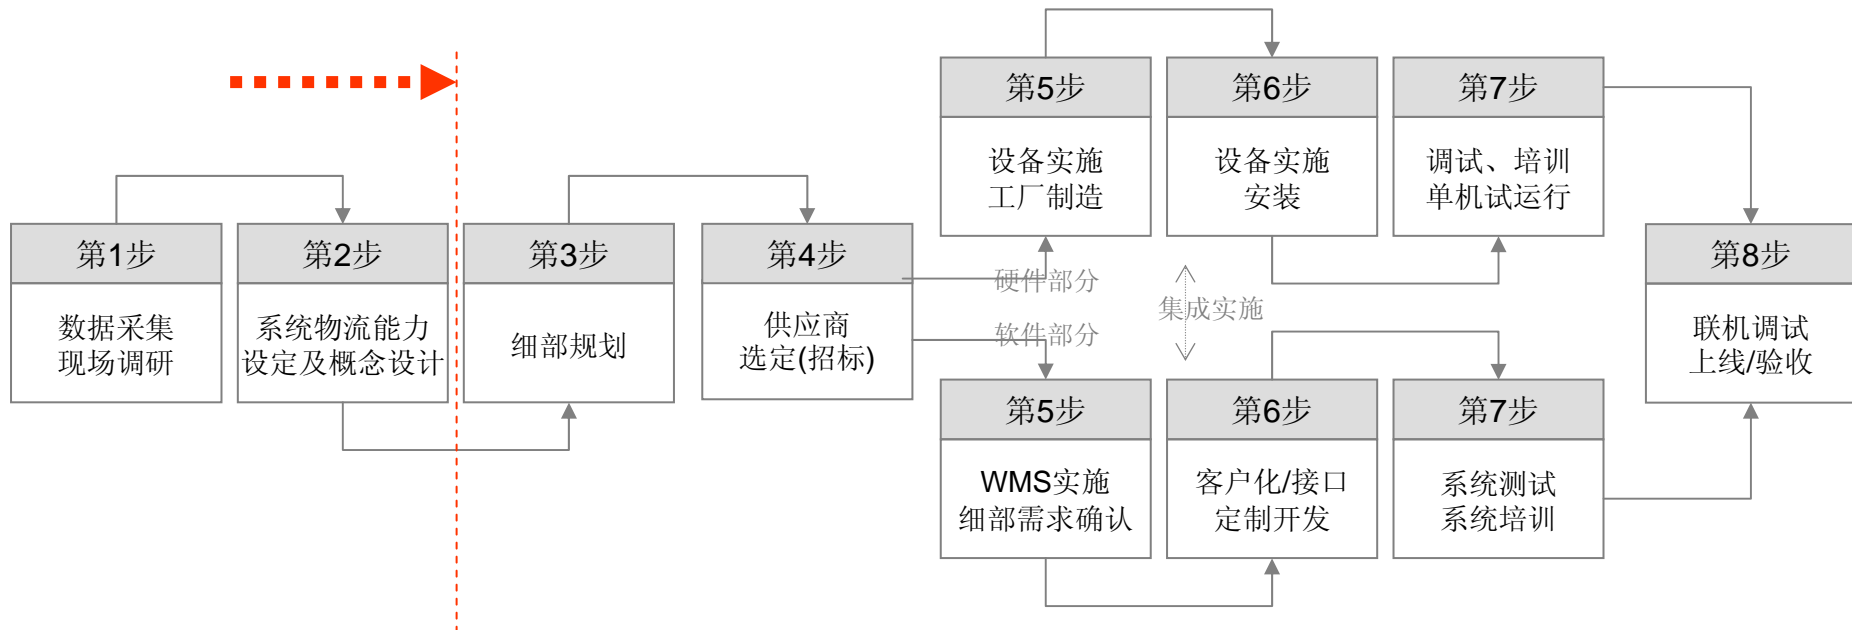 第1步
数据采集
现场调研
第2步
系统物流能力
设定及概念设计
第3步
细部规划
第4步
供应商
选定(招标)
硬件部分
软件部分
第5步
设备实施
工厂制造
第6步
设备实施
安装
第7步
调试、培训
单机试运行
集成实施
第5步
WMS实施
细部需求确认
第6步
客户化/接口
定制开发
第7步
系统测试
系统培训
第8步
联机调试
上线/验收